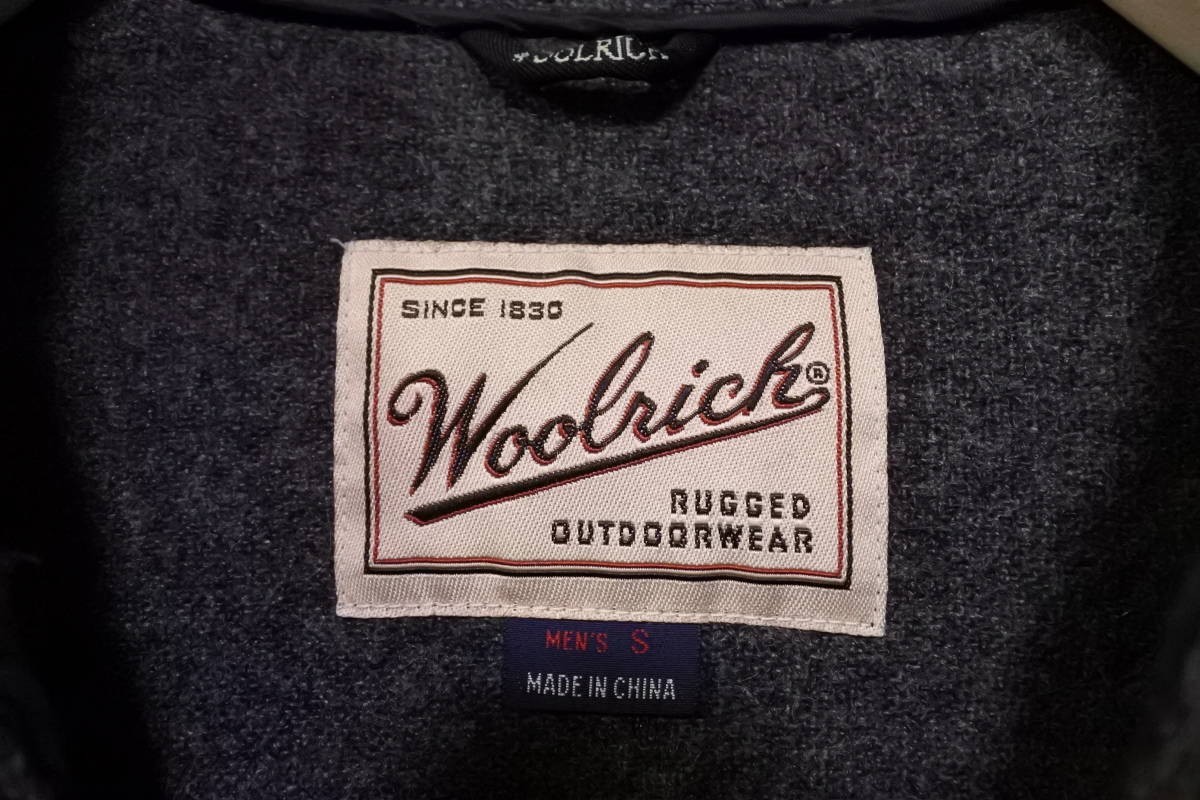 WOOLRICH
SINCE 1830
Woolrich®
RUGGED
OUTDOORWEAR
MEN'S S
MADE IN CHINA